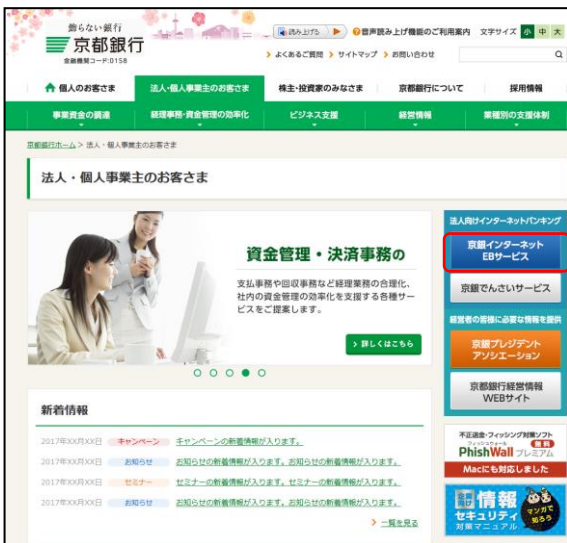 飾らない銀行
京都銀行
金融機関コード:0158
読み上げる
音声読み上げ機能のご利用案内
文字サイズ 小 中 大
よくあるご質問 サイトマップ お問い合わせ
個人のお客さま
法人・個人事業主のお客さま
株主・投資家のみなさま
京都銀行について
採用情報
事業資金の調達
経理事務・資金管理の効率化
ビジネス支援
経営情報
業種別の支援体制
京都銀行ホーム > 法人・個人事業主のお客さま
法人・個人事業主のお客さま
資金管理・決済事務の
支払事務や回収事務など経理業務の合理化、
社内の資金管理の効率化を支援する各種サー
ビスをご提案します。
詳しくはこちら
法人向けインターネットバンキング
京銀インターネット
EBサービス
京銀でんさいサービス
経営者の皆様に必要な情報を提供
京銀プレジデント
アソシエーション
京都銀行経営情報
WEBサイト
新着情報
2017年XX月XX日 キャンペーン キャンペーンの新着情報が入ります。
2017年XX月XX日 お知らせ お知らせの新着情報が入ります。お知らせの新着情報が入ります。
2017年XX月XX日 セミナー セミナーの新着情報が入ります。セミナーの新着情報が入ります。
2017年XX月XX日 お知らせ お知らせの新着情報が入ります。お知らせの新着情報が入ります。
一覧を見る
不正送金・フィッシング対策ソフト
フィッシュウォール 無料
PhishWall プレミアム
Macにも対応しました
情報
セキュリティ
対策マニュアル
マンガで
知ろう